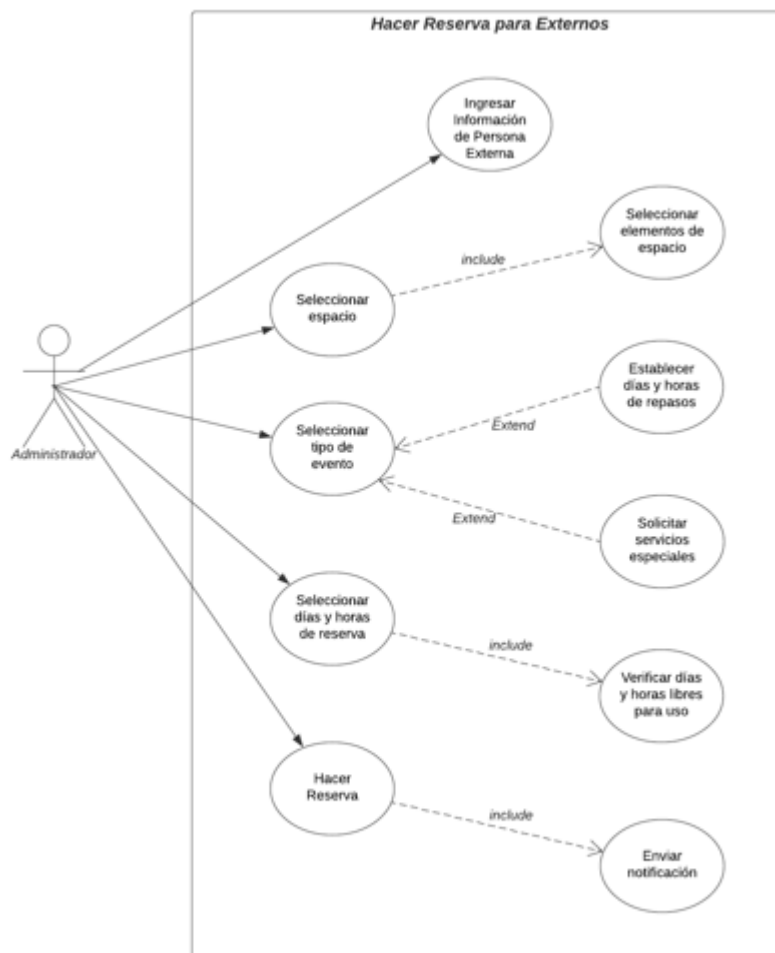 Hacer Reserva para Externos
Ingresar
Información
de Persona
Externa
Seleccionar
elementos de
espacio
include
Seleccionar
espacio
Establecer
días y horas
de repasos
Extend
Seleccionar
tipo de
evento
Administrador
Extend
Solicitar
servicios
especiales
Seleccionar
días y horas
de reserva
include
Verificar días
y horas libres
para uso
Hacer
Reserva
include
Enviar
notificación